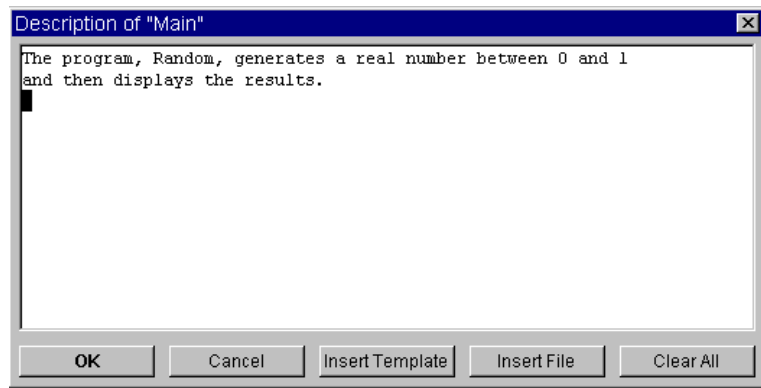 Description of "Main"
The program, Random, generates a real number between 0 and 1
and then displays the results.
OK Cancel Insert Template Insert File Clear All